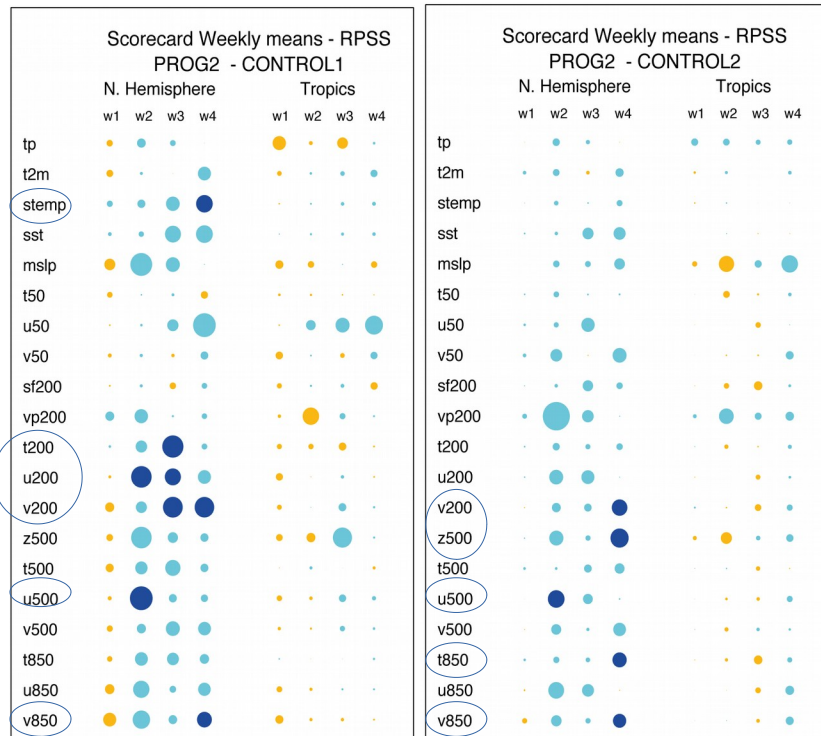 Scorecard Weekly means - RPSS
PROG2 - CONTROL1
N. Hemisphere Tropics
w1 w2 w3 w4 w1 w2 w3 w4
tp
t2m
stemp
sst
mslp
t50
u50
v50
sf200
vp200
t200
u200
v200
z500
t500
u500
v500
t850
u850
v850
Scorecard Weekly means - RPSS
PROG2 - CONTROL2
N. Hemisphere Tropics
w1 w2 w3 w4 w1 w2 w3 w4
tp
t2m
stemp
sst
mslp
t50
u50
v50
sf200
vp200
t200
u200
v200
z500
t500
u500
v500
t850
u850
v850